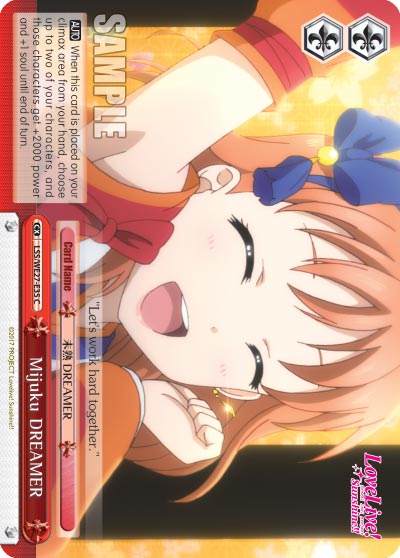 SAMPLE
[AUTO] When this card is placed on your
climax area from your hand, choose
up to two of your characters, and
those characters get +2000 power
and +1 soul until end of turn.
"Let's work hard together."
CX LSS/WE27-E35 C
Card Name 未熟 DREAMER
Mijuku DREAMER
©2017 PROJECT Lovelive! Sunshine!!
LoveLive!
Sunshine!!